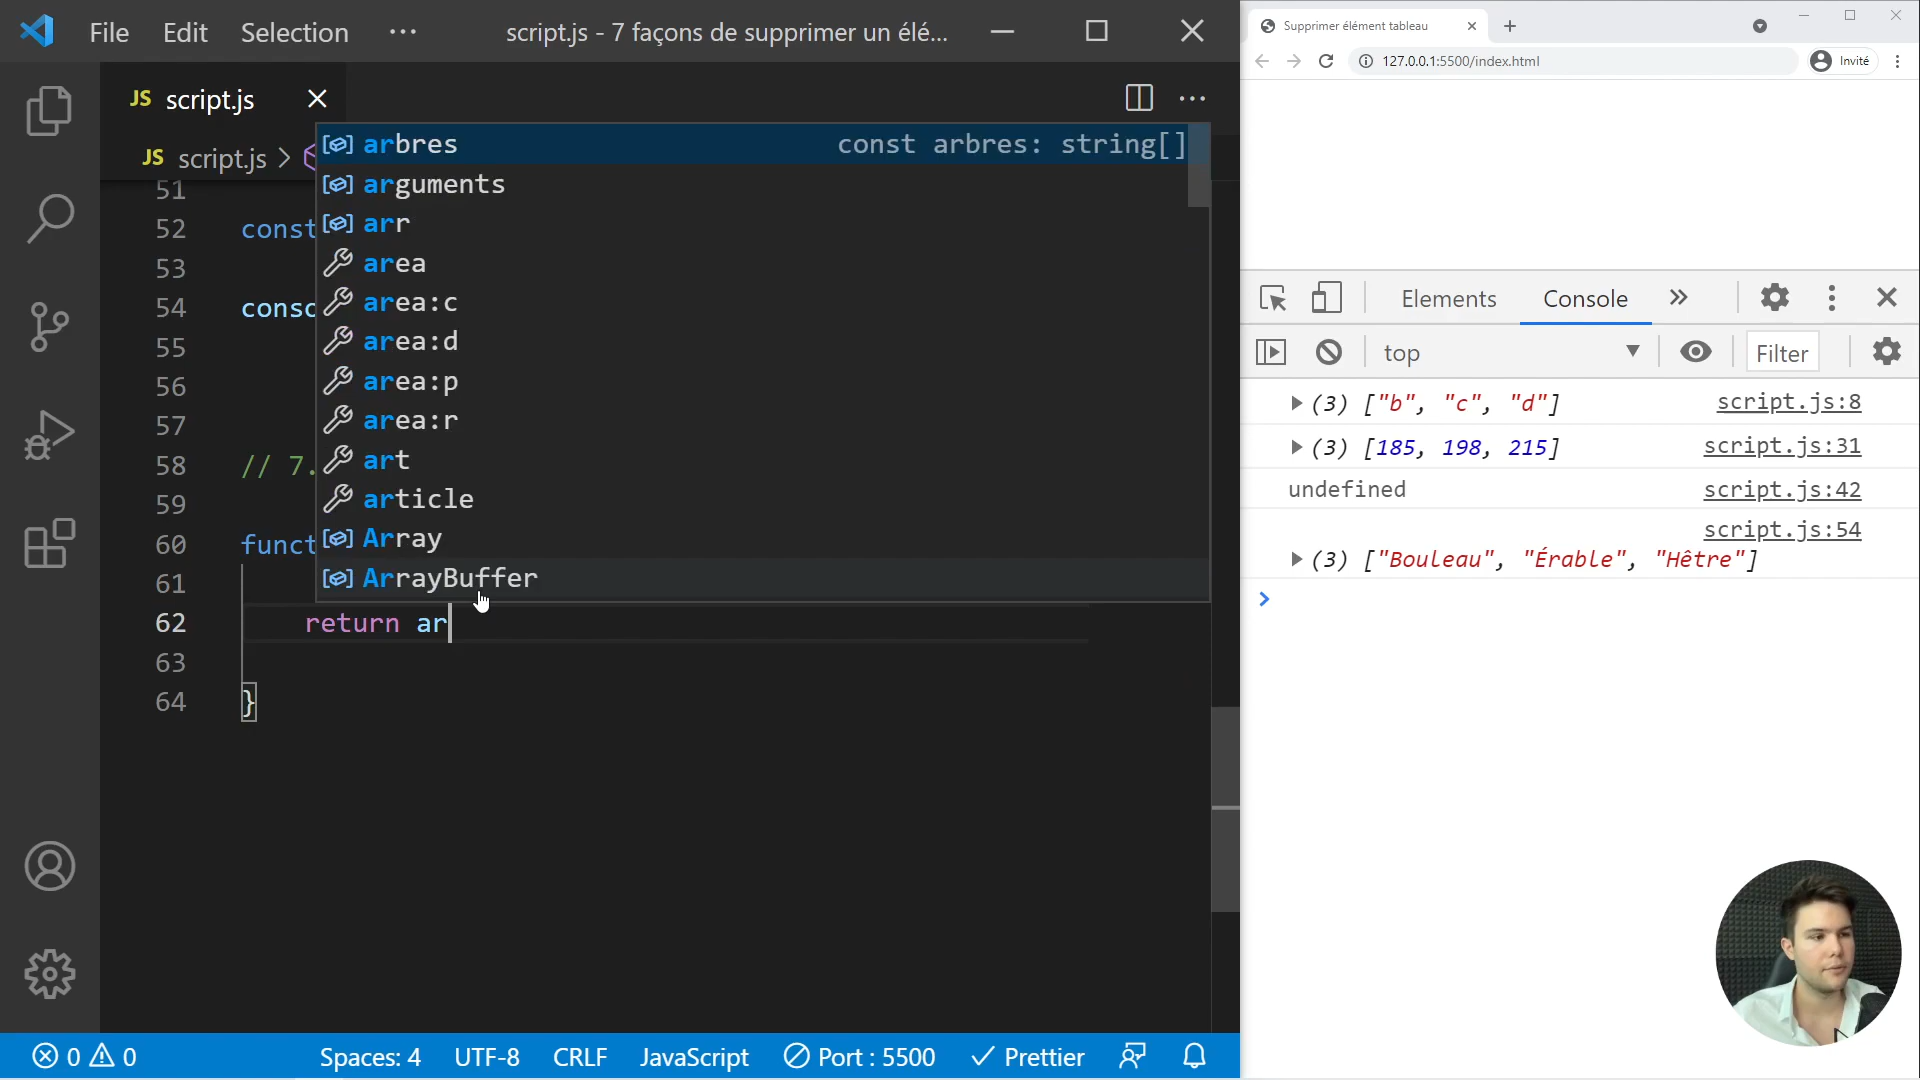 File Edit Selection ··· script.js - 7 façons de supprimer un élé...
JS script.js
JS script.js >
arbres const arbres: string[]
arguments
arr
area
area:c
area:d
area:p
area:r
art
article
Array
ArrayBuffer
51
52 const
53
54 consc
55
56
57
58 // 7.
59
60 funct
61
62 return ar
63
64 }
0 0 Spaces: 4 UTF-8 CRLF JavaScript Port : 5500 Prettier
Supprimer élément tableau
127.0.0.1:5500/index.html Invité
Elements Console »
top Filter
(3) ["b", "c", "d"] script.js:8
(3) [185, 198, 215] script.js:31
undefined script.js:42
script.js:54
(3) ["Bouleau", "Érable", "Hêtre"]
>